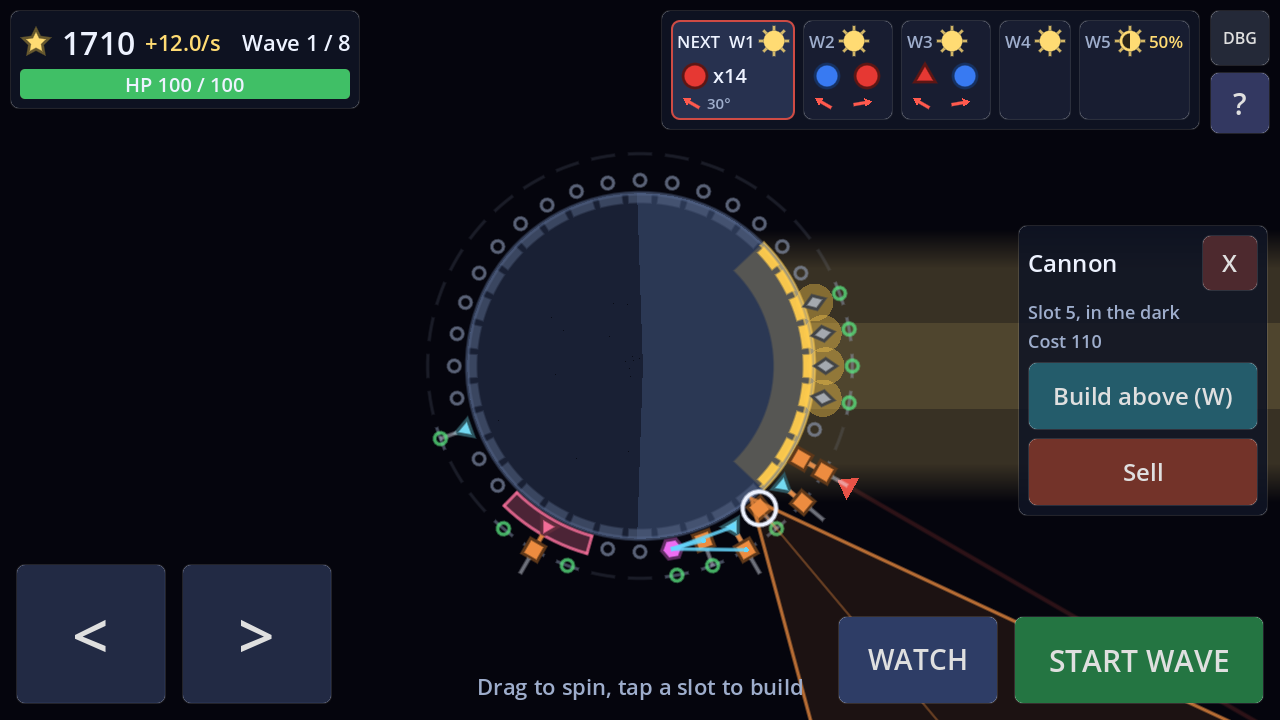 1710 +12.0/s Wave 1 / 8
HP 100 / 100
NEXT W1
x14
30°
W2
W3
W4
W5 50%
DBG
?
Cannon
X
Slot 5, in the dark
Cost 110
Build above (W)
Sell
<
>
Drag to spin, tap a slot to build
WATCH
START WAVE